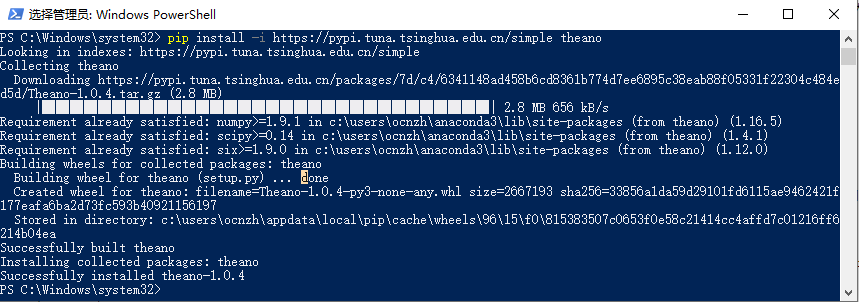 选择管理员: Windows PowerShell
PS C:\Windows\system32> pip install -i https://pypi.tuna.tsinghua.edu.cn/simple theano
Looking in indexes: https://pypi.tuna.tsinghua.edu.cn/simple
Collecting theano
Downloading https://pypi.tuna.tsinghua.edu.cn/packages/7d/c4/6341148ad458b6cd8361b774d7ee6895c38eab88f05331f22304c484e
d5d/Theano-1.0.4.tar.gz (2.8 MB)
|████████████████████████████████| 2.8 MB 656 kB/s
Requirement already satisfied: numpy>=1.9.1 in c:\users\ocnzh\anaconda3\lib\site-packages (from theano) (1.16.5)
Requirement already satisfied: scipy>=0.14 in c:\users\ocnzh\anaconda3\lib\site-packages (from theano) (1.4.1)
Requirement already satisfied: six>=1.9.0 in c:\users\ocnzh\anaconda3\lib\site-packages (from theano) (1.12.0)
Building wheels for collected packages: theano
Building wheel for theano (setup.py) ... done
Created wheel for theano: filename=Theano-1.0.4-py3-none-any.whl size=2667193 sha256=33856a1da59d29101fd6115ae9462421f
177eafa6ba2d73fc593b40921156197
Stored in directory: c:\users\ocnzh\appdata\local\pip\cache\wheels\96\15\f0\815383507c0653f0e58c21414cc4affd7c01216ff6
214b04ea
Successfully built theano
Installing collected packages: theano
Successfully installed theano-1.0.4
PS C:\Windows\system32>